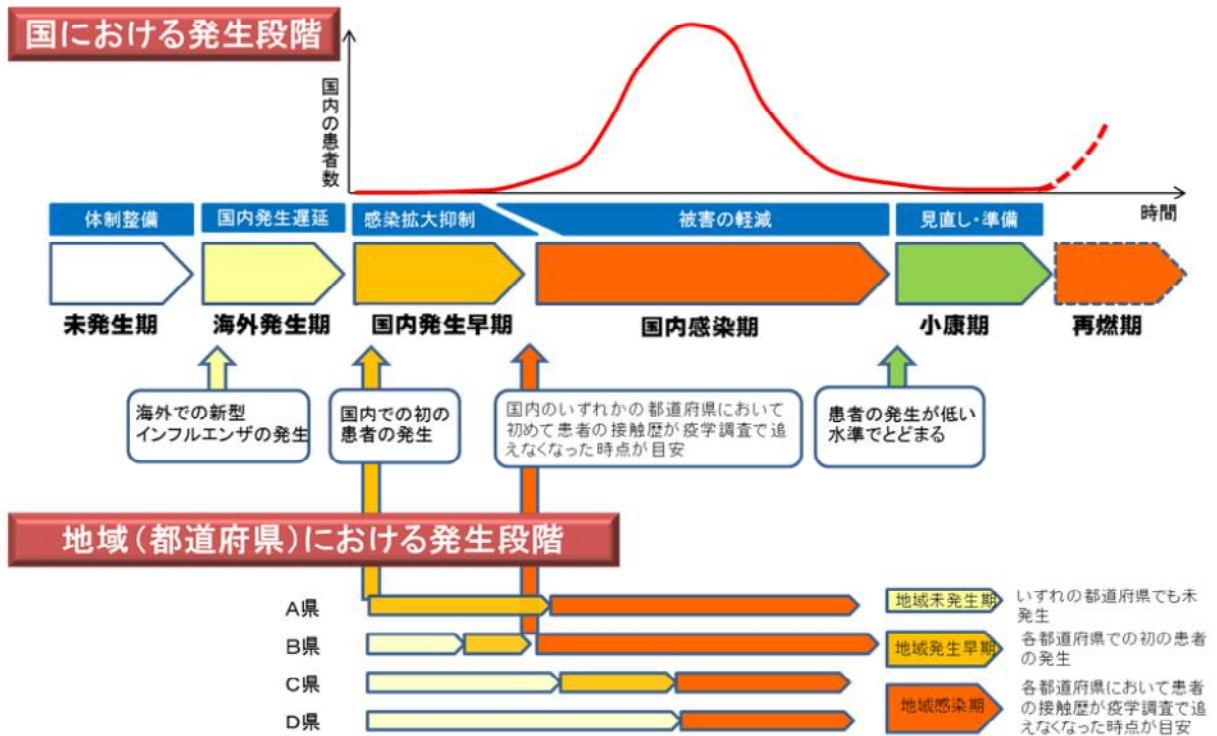 国における発生段階
国内の患者数
時間
体制整備
国内発生遅延
感染拡大抑制
被害の軽減
見直し・準備
未発生期
海外発生期
国内発生早期
国内感染期
小康期
再燃期
海外での新型
インフルエンザの発生
国内での初の
患者の発生
国内のいずれかの都道府県において
初めて患者の接触歴が疫学調査で追
えなくなった時点が目安
患者の発生が低い
水準でとどまる
地域(都道府県)における発生段階
A県
B県
C県
D県
地域未発生期
いずれの都道府県でも未
発生
地域発生早期
各都道府県での初の患者
の発生
地域感染期
各都道府県において患者
の接触歴が疫学調査で追
えなくなった時点が目安